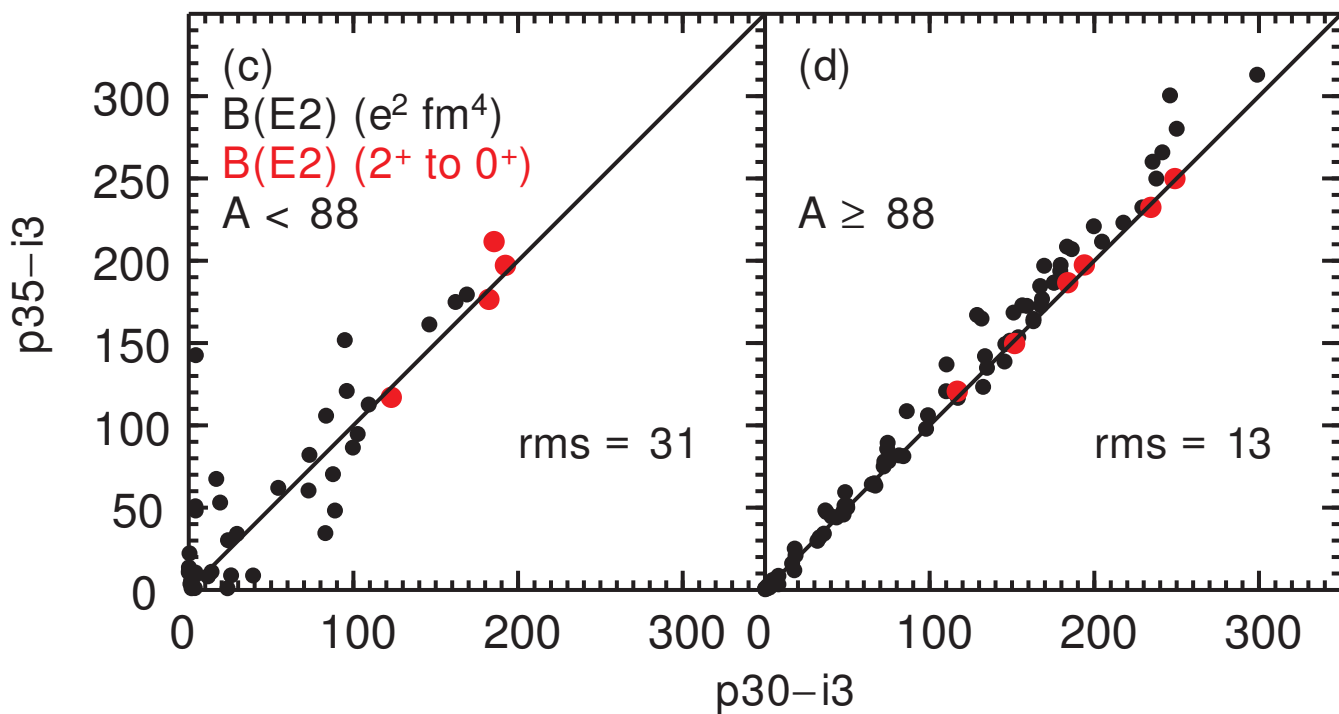 (c)
B(E2) (e² fm⁴)
B(E2) (2⁺ to 0⁺)
A < 88
rms = 31
(d)
A ≥ 88
rms = 13
p35−i3
300
250
200
150
100
50
0
0 100 200 300 0 100 200 300
p30−i3